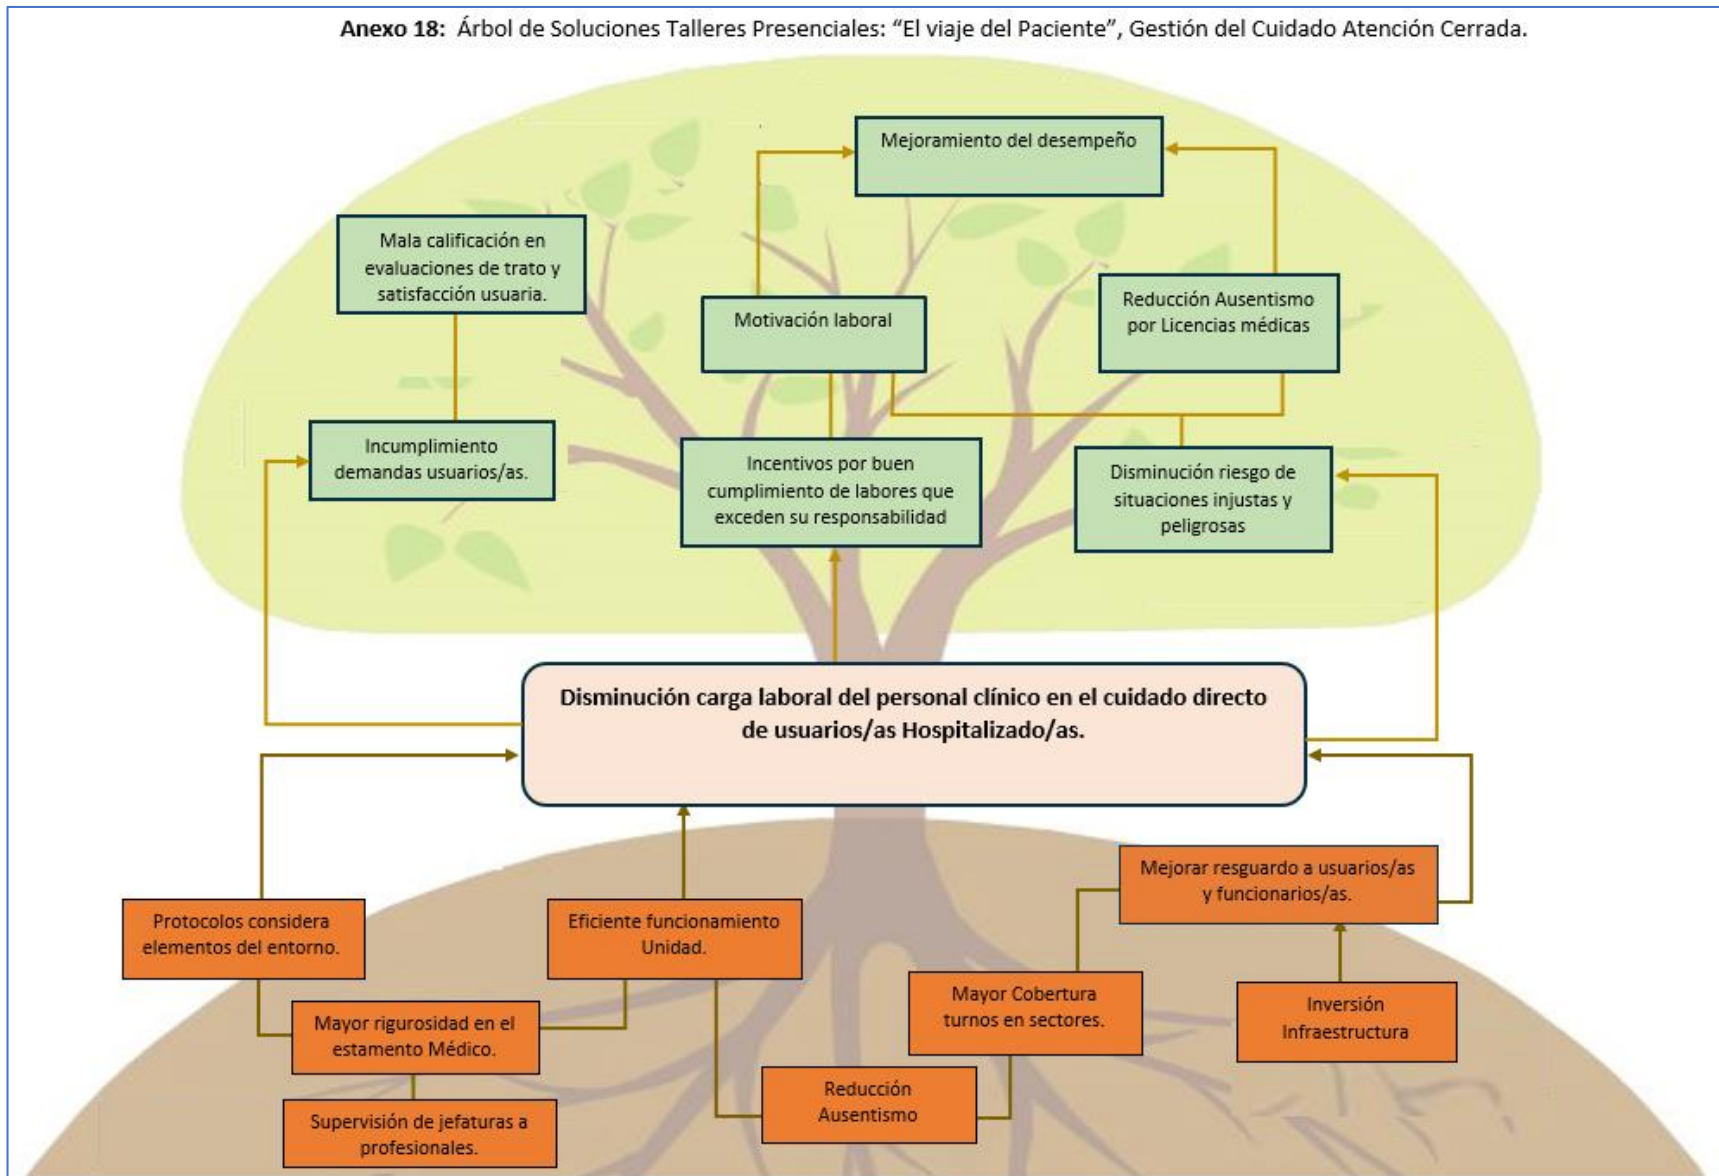 Anexo 18: Árbol de Soluciones Talleres Presenciales: “El viaje del Paciente”, Gestión del Cuidado Atención Cerrada.
Mejoramiento del desempeño
Mala calificación en
evaluaciones de trato y
satisfacción usuaria.
Motivación laboral
Reducción Ausentismo
por Licencias médicas
Incumplimiento
demandas usuarios/as.
Incentivos por buen
cumplimiento de labores que
exceden su responsabilidad
Disminución riesgo de
situaciones injustas y
peligrosas
Disminución carga laboral del personal clínico en el cuidado directo
de usuarios/as Hospitalizado/as.
Protocolos considera
elementos del entorno.
Eficiente funcionamiento
Unidad.
Mejorar resguardo a usuarios/as
y funcionarios/as.
Mayor rigurosidad en el
estamento Médico.
Mayor Cobertura
turnos en sectores.
Inversión
Infraestructura
Supervisión de jefaturas a
profesionales.
Reducción
Ausentismo